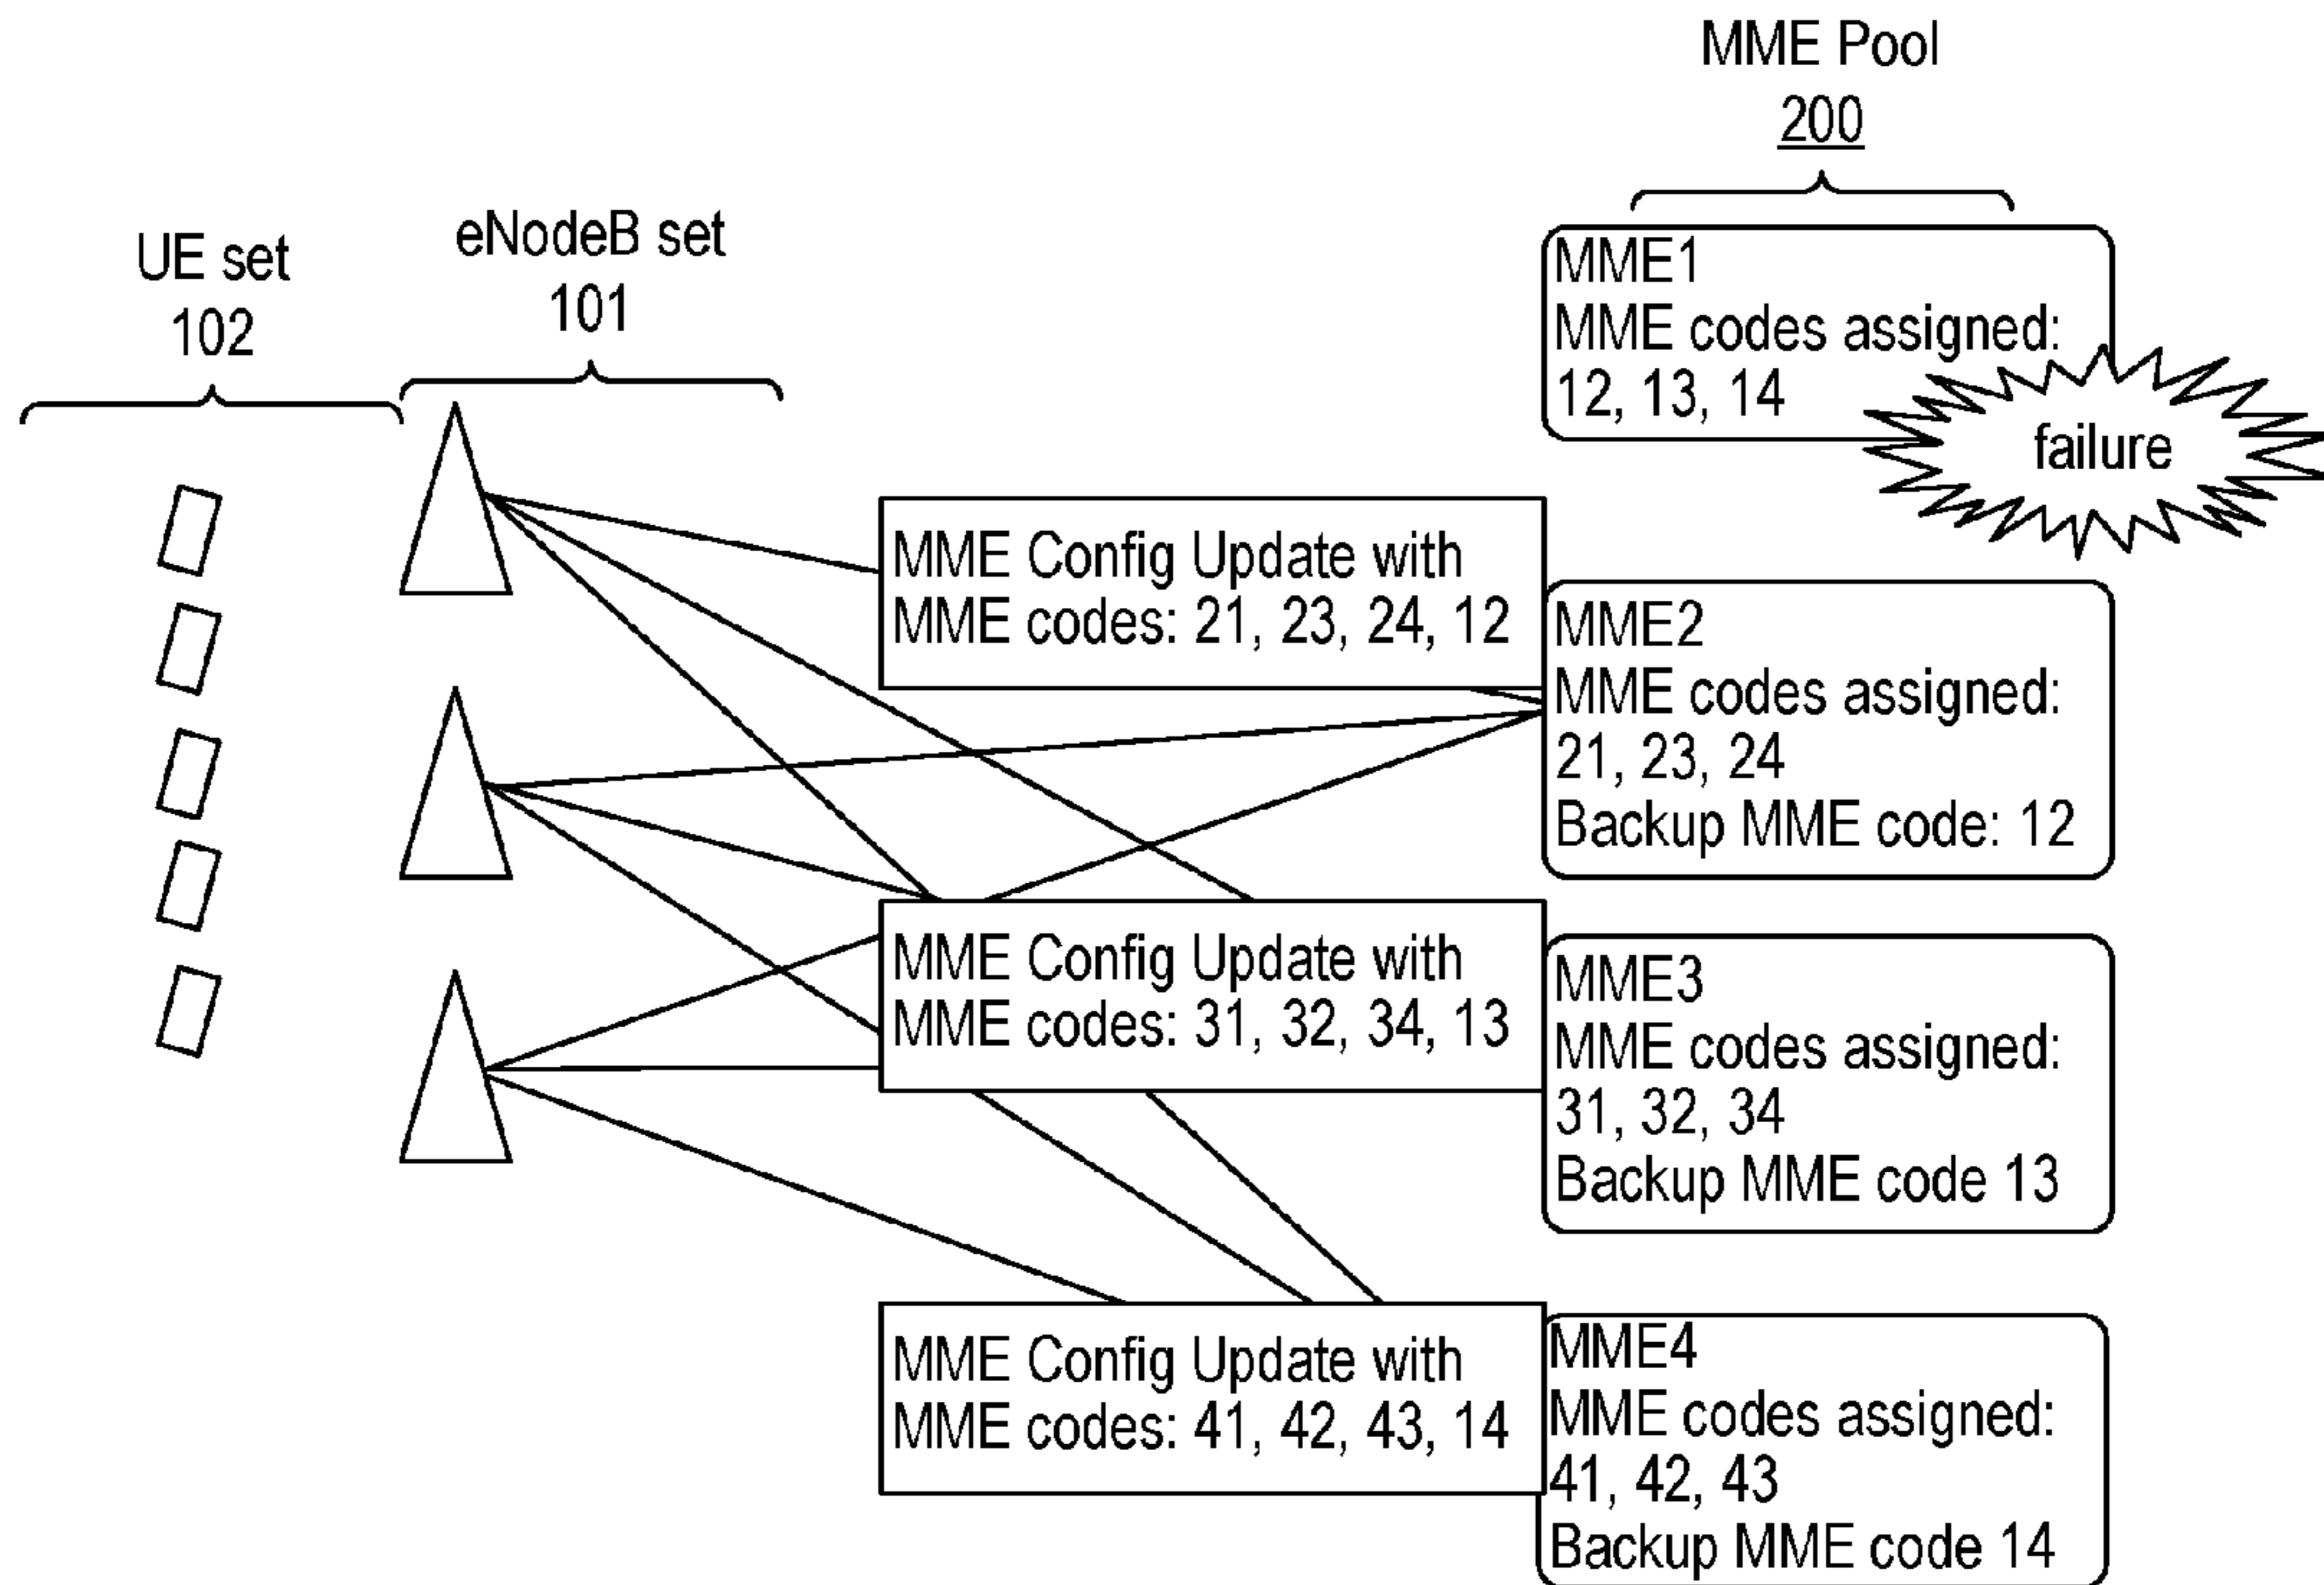 MME Pool
200
UE set
102
eNodeB set
101
MME1
MME codes assigned:
12, 13, 14
failure
MME Config Update with
MME codes: 21, 23, 24, 12
MME2
MME codes assigned:
21, 23, 24
Backup MME code: 12
MME Config Update with
MME codes: 31, 32, 34, 13
MME3
MME codes assigned:
31, 32, 34
Backup MME code 13
MME Config Update with
MME codes: 41, 42, 43, 14
MME4
MME codes assigned:
41, 42, 43
Backup MME code 14